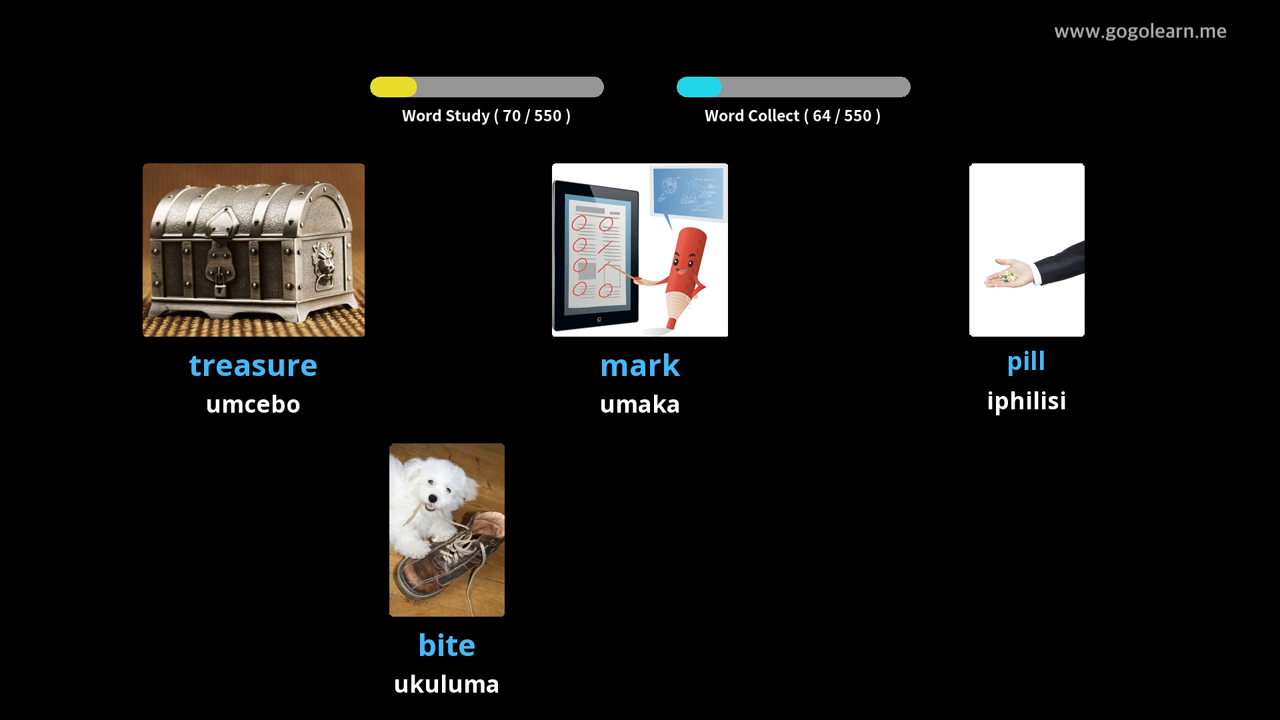 www.gogolearn.me
Word Study ( 70 / 550 )
Word Collect ( 64 / 550 )
treasure
umcebo
mark
umaka
pill
iphilisi
bite
ukuluma